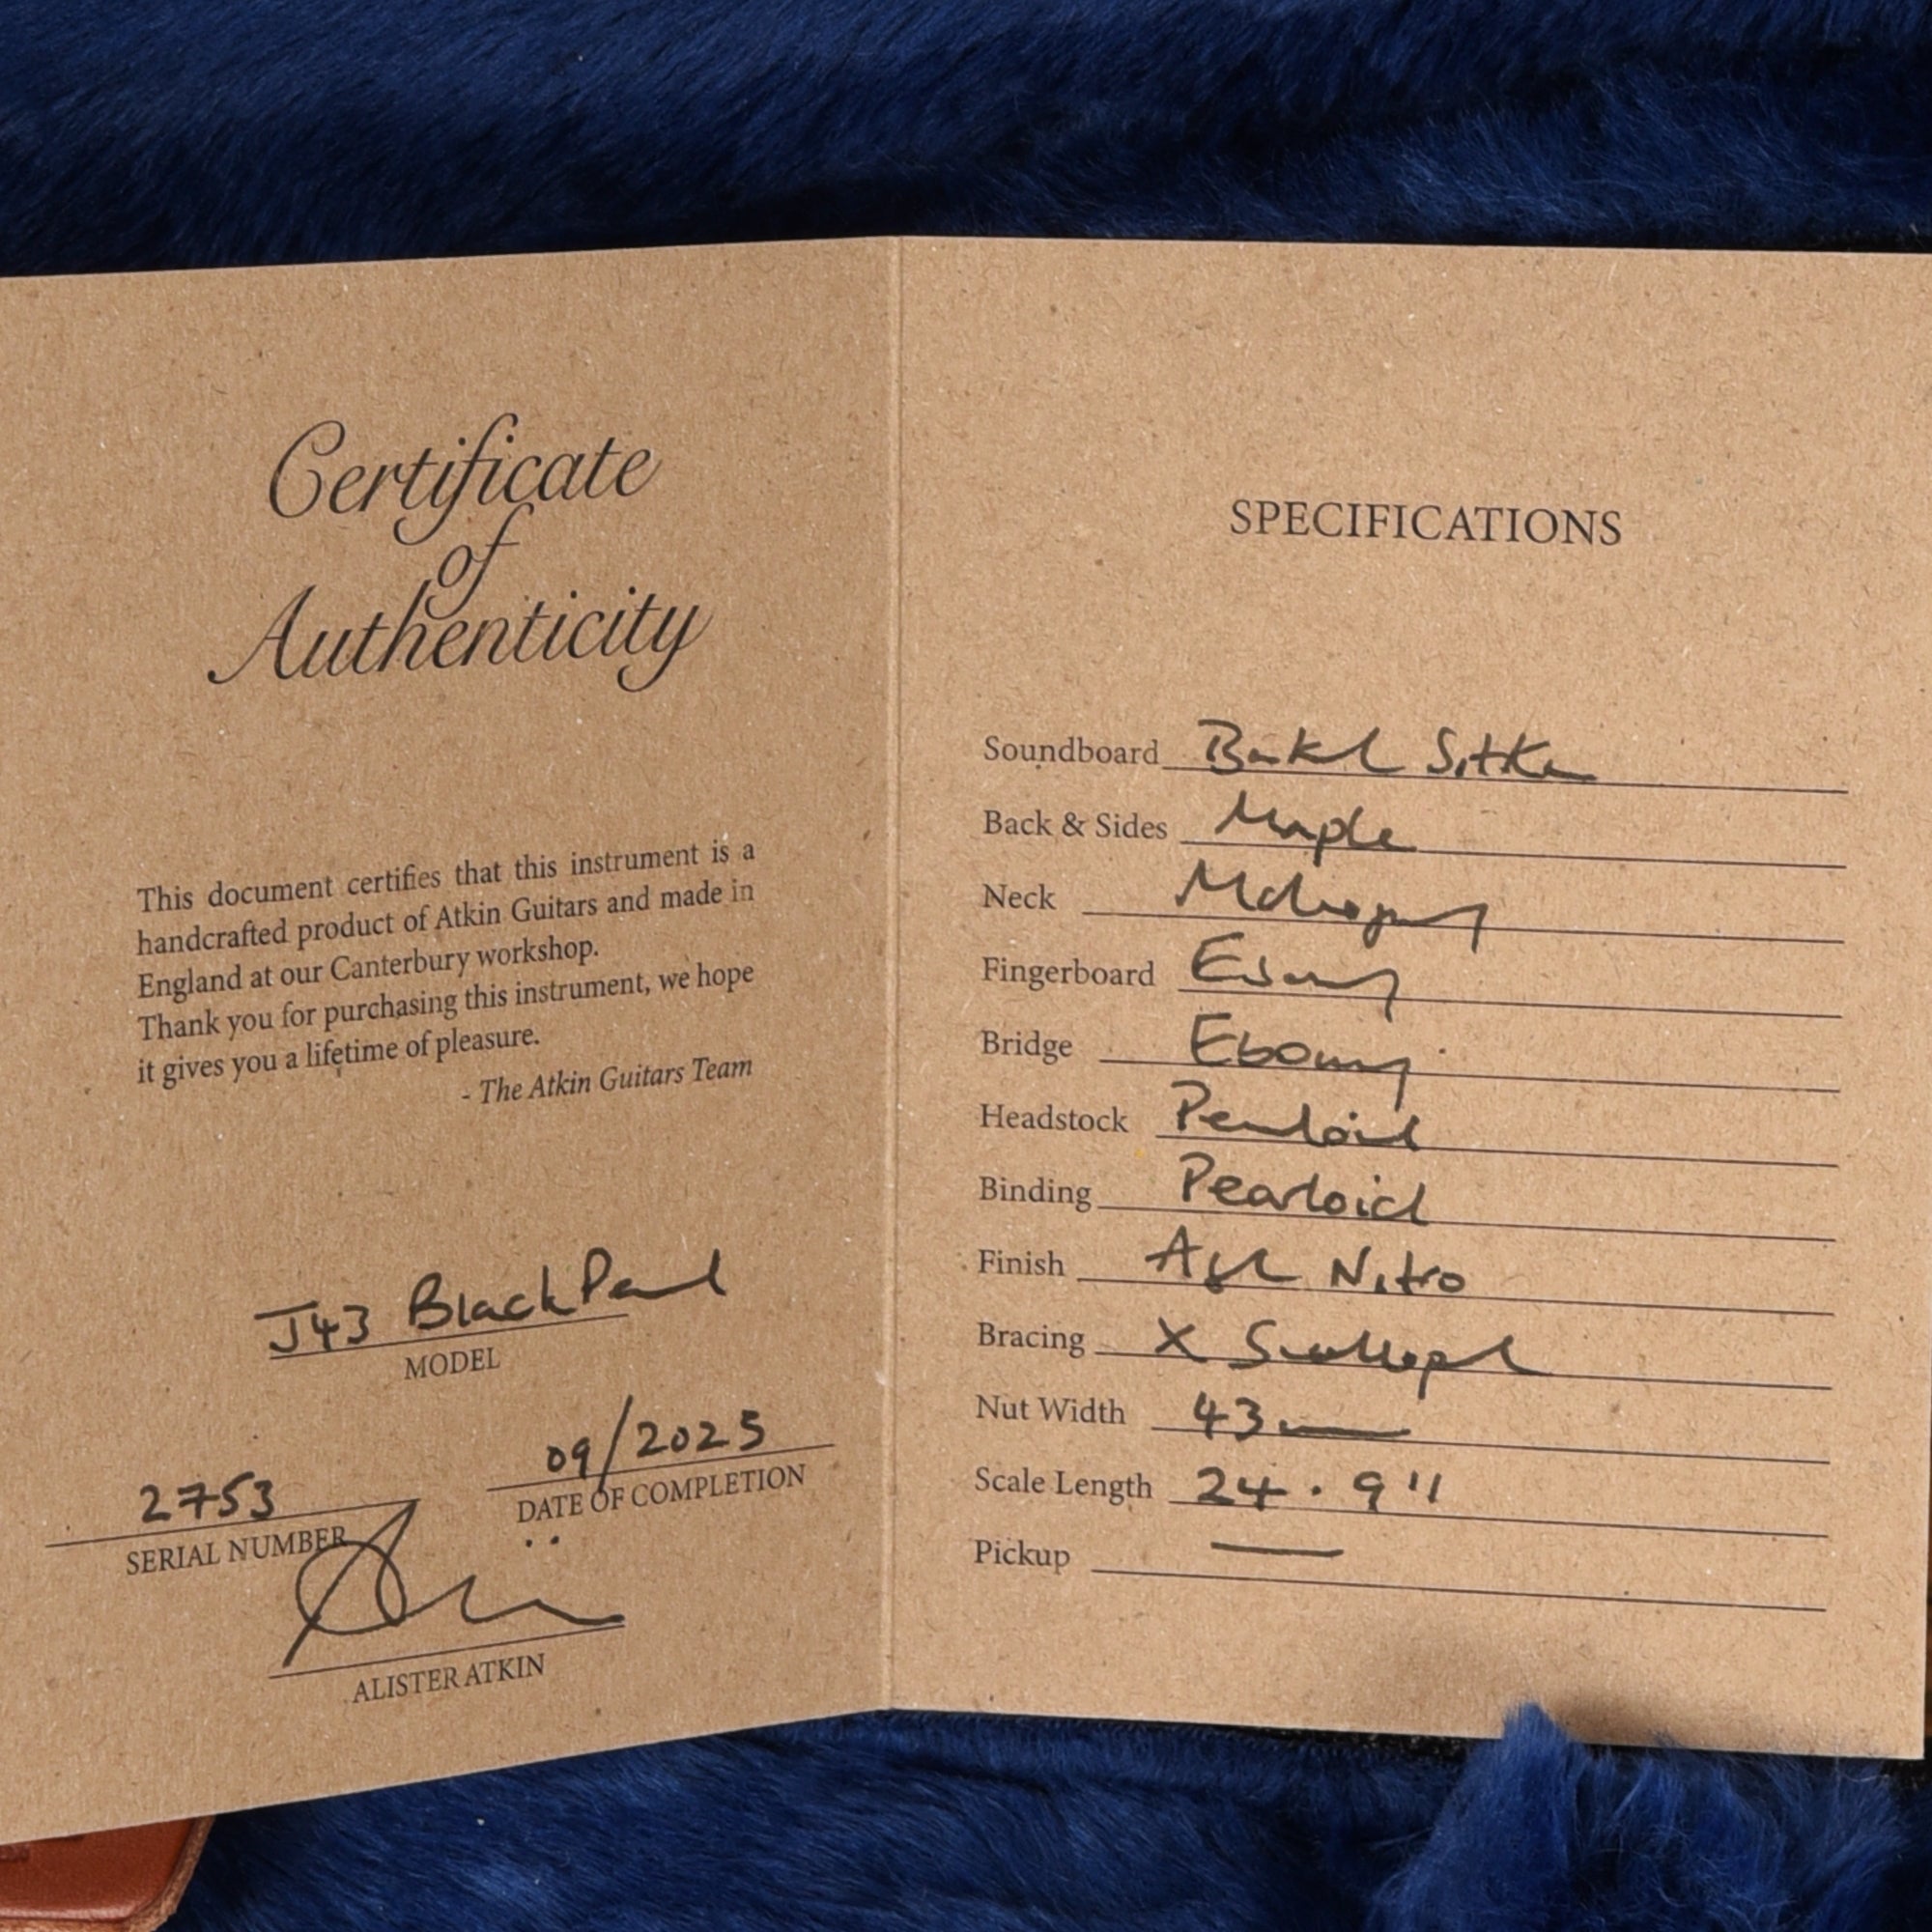 Certificate
of
Authenticity
This document certifies that this instrument is a
handcrafted product of Atkin Guitars and made in
England at our Canterbury workshop.
Thank you for purchasing this instrument, we hope
it gives you a lifetime of pleasure.
- The Atkin Guitars Team
J43 Black Pearl
MODEL
2753
SERIAL NUMBER
09/2025
DATE OF COMPLETION
ALISTER ATKIN
SPECIFICATIONS
Soundboard Baked Sitka
Back & Sides Maple
Neck Mahogany
Fingerboard Ebony
Bridge Ebony
Headstock Pearloid
Binding Pearloid
Finish Aged Nitro
Bracing X Scalloped
Nut Width 43
Scale Length 24.9"
Pickup —